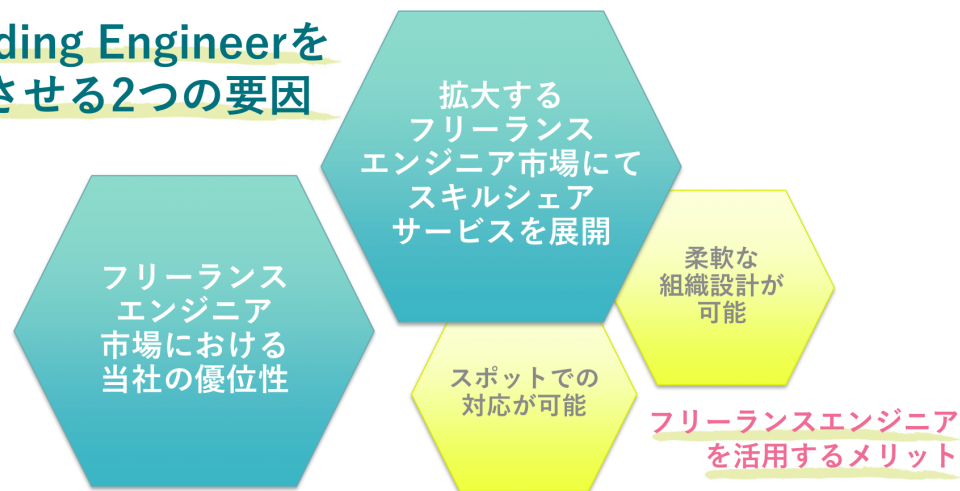 ding Engineerを
させる2つの要因
拡大する
フリーランス
エンジニア市場にて
スキルシェア
サービスを展開
フリーランス
エンジニア
市場における
当社の優位性
柔軟な
組織設計が
可能
スポットでの
対応が可能
フリーランスエンジニア
を活用するメリット